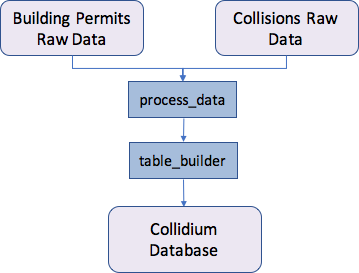 Building Permits
Raw Data
Collisions Raw
Data
process_data
table_builder
Collidium
Database